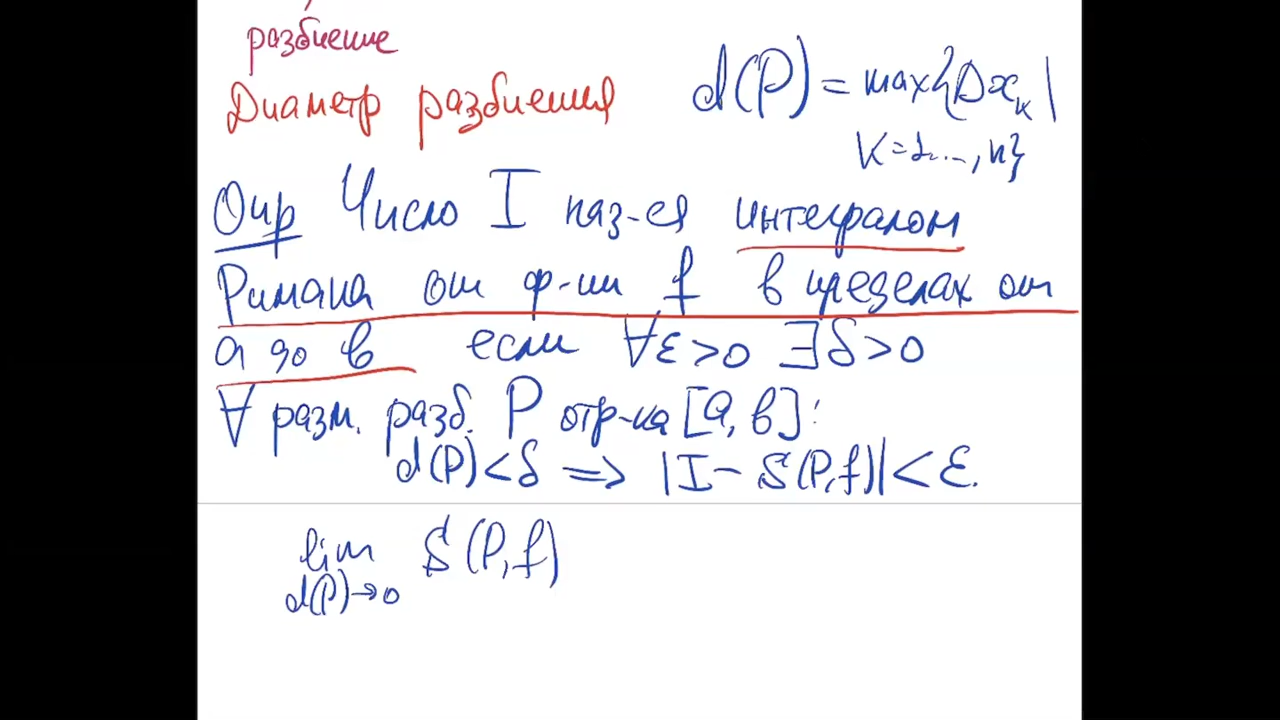 разбиение
Диаметр разбиения d(P) = max{Δxₖ |
k=1,...,n}
Опр Число I наз-ся интегралом
Римана от ф-ии f в пределах от
a до b если ∀ε>0 ∃δ>0
∀ разм. разб. P отр-ка [a, b]:
d(P)<δ => |I - S(P,f)| < ε.
lim S(P,f)
d(P)→0